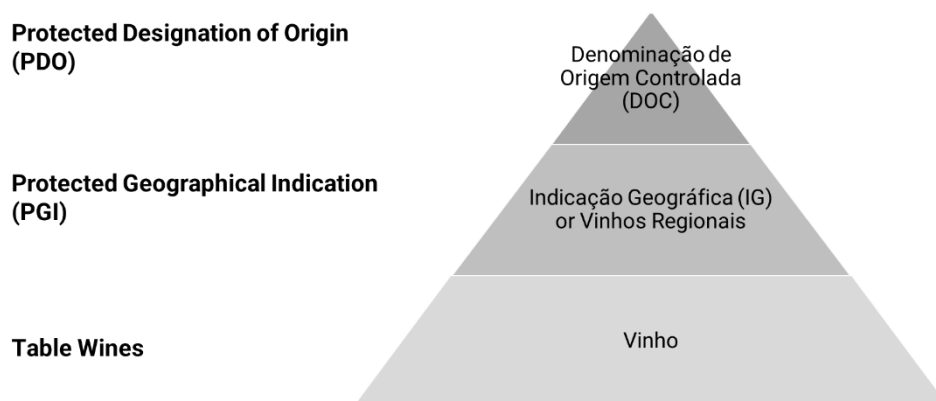 Protected Designation of Origin
(PDO)
Denominação de
Origem Controlada
(DOC)
Protected Geographical Indication
(PGI)
Indicação Geográfica (IG)
or Vinhos Regionais
Table Wines
Vinho